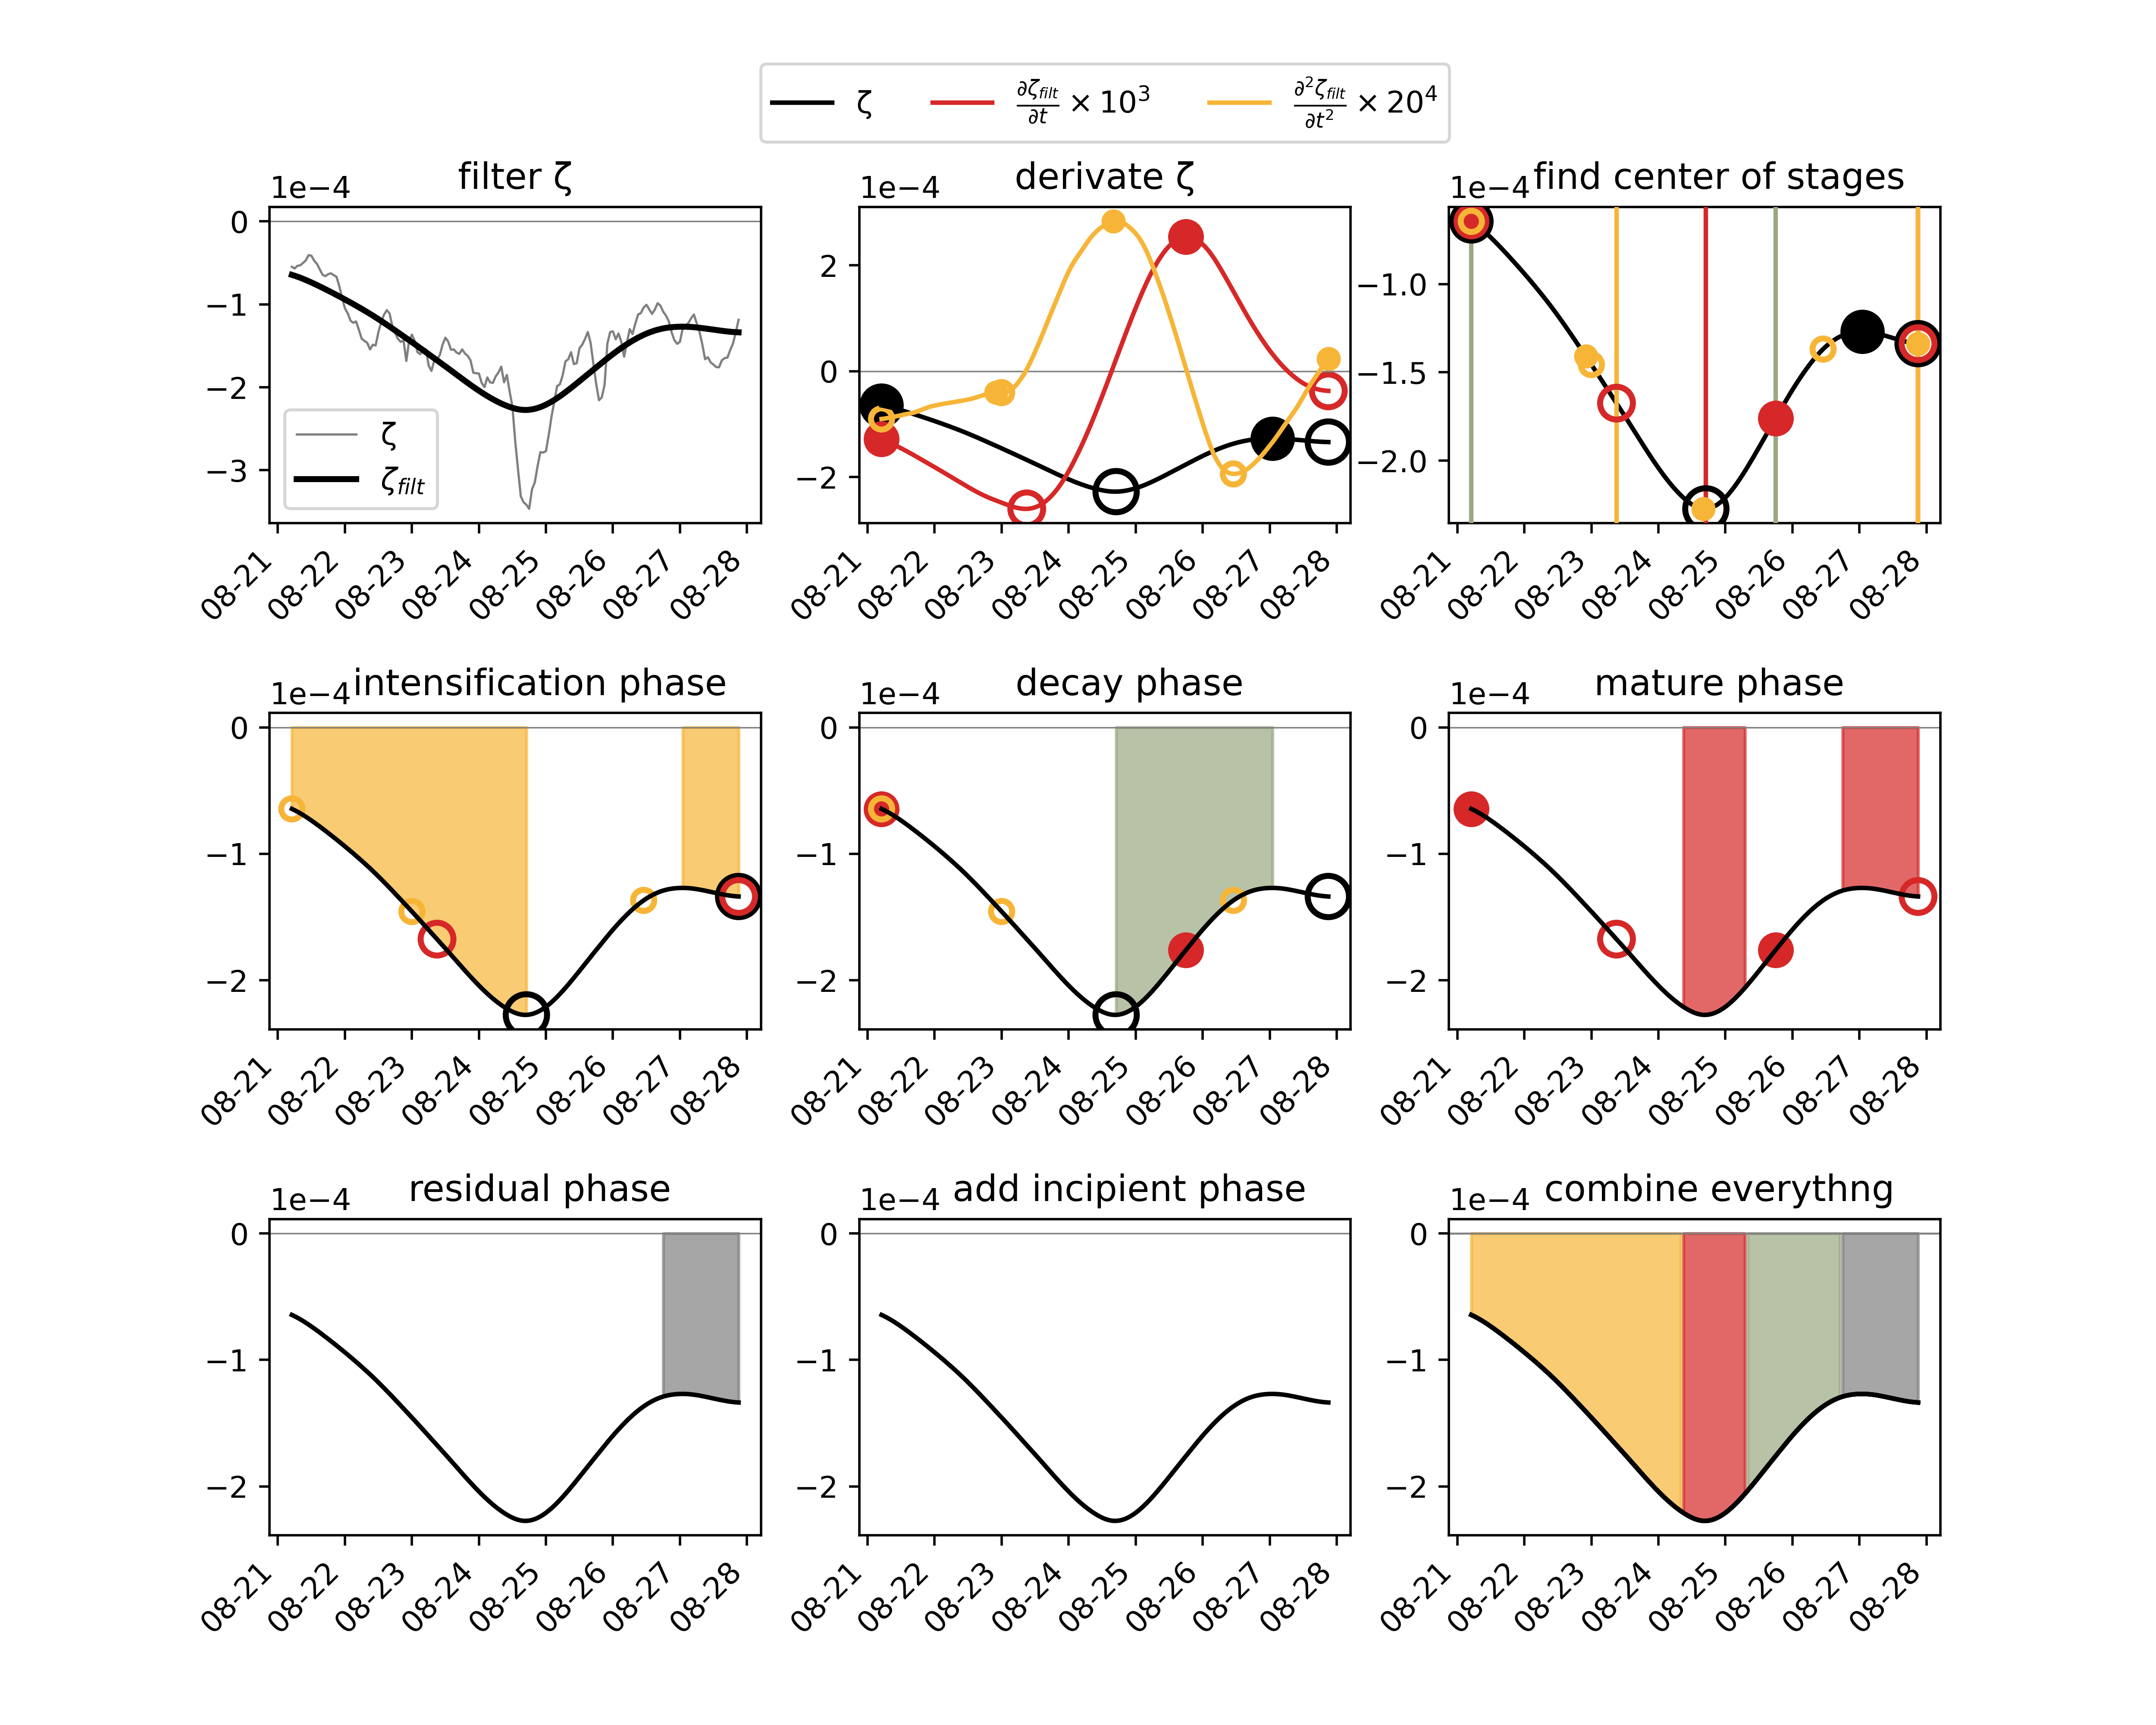 ζ ∂ζ_filt/∂t × 10³ ∂²ζ_filt/∂t² × 20⁴
filter ζ
1e−4
0
−1
−2
−3
ζ
ζ_filt
08-21 08-22 08-23 08-24 08-25 08-26 08-27 08-28
derivate ζ
1e−4
2
0
−2
08-21 08-22 08-23 08-24 08-25 08-26 08-27 08-28
find center of stages
1e−4
−1.0
−1.5
−2.0
08-21 08-22 08-23 08-24 08-25 08-26 08-27 08-28
intensification phase
1e−4
0
−1
−2
08-21 08-22 08-23 08-24 08-25 08-26 08-27 08-28
decay phase
1e−4
0
−1
−2
08-21 08-22 08-23 08-24 08-25 08-26 08-27 08-28
mature phase
1e−4
0
−1
−2
08-21 08-22 08-23 08-24 08-25 08-26 08-27 08-28
residual phase
1e−4
0
−1
−2
08-21 08-22 08-23 08-24 08-25 08-26 08-27 08-28
add incipient phase
1e−4
0
−1
−2
08-21 08-22 08-23 08-24 08-25 08-26 08-27 08-28
combine everythng
1e−4
0
−1
−2
08-21 08-22 08-23 08-24 08-25 08-26 08-27 08-28